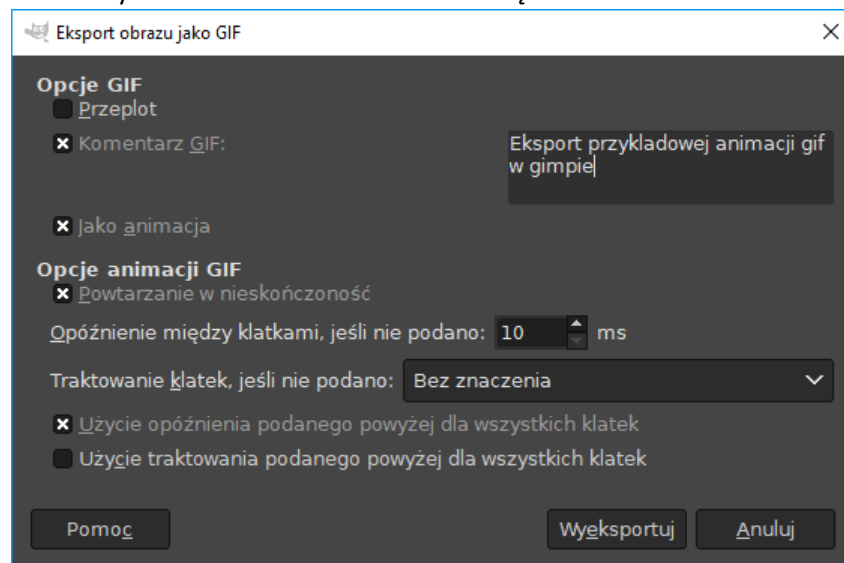 Eksport obrazu jako GIF
Opcje GIF
Przeplot
Komentarz GIF:
Eksport przykladowej animacji gif
w gimpie
Jako animacja
Opcje animacji GIF
Powtarzanie w nieskończoność
Opóźnienie między klatkami, jeśli nie podano: 10 ms
Traktowanie klatek, jeśli nie podano: Bez znaczenia
Użycie opóźnienia podanego powyżej dla wszystkich klatek
Użycie traktowania podanego powyżej dla wszystkich klatek
Pomoc Wyeksportuj Anuluj